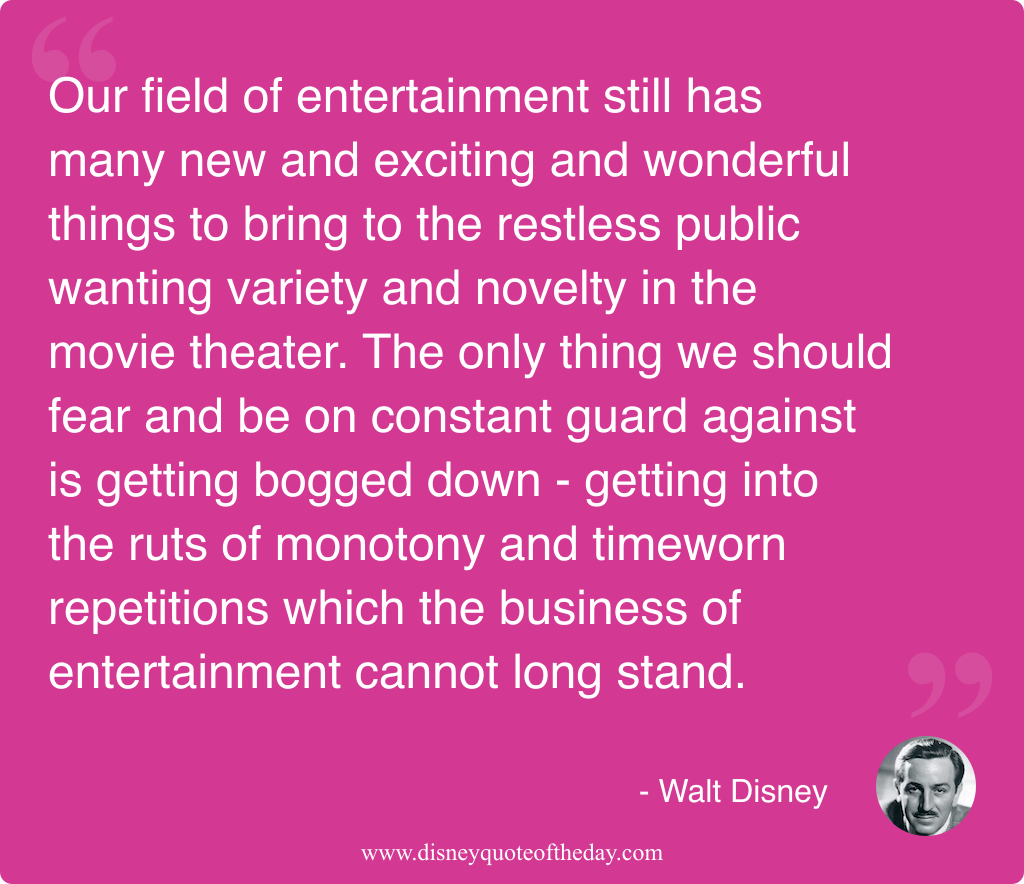 “
Our field of entertainment still has
many new and exciting and wonderful
things to bring to the restless public
wanting variety and novelty in the
movie theater. The only thing we should
fear and be on constant guard against
is getting bogged down - getting into
the ruts of monotony and timeworn
repetitions which the business of
entertainment cannot long stand.
”
- Walt Disney
www.disneyquoteoftheday.com